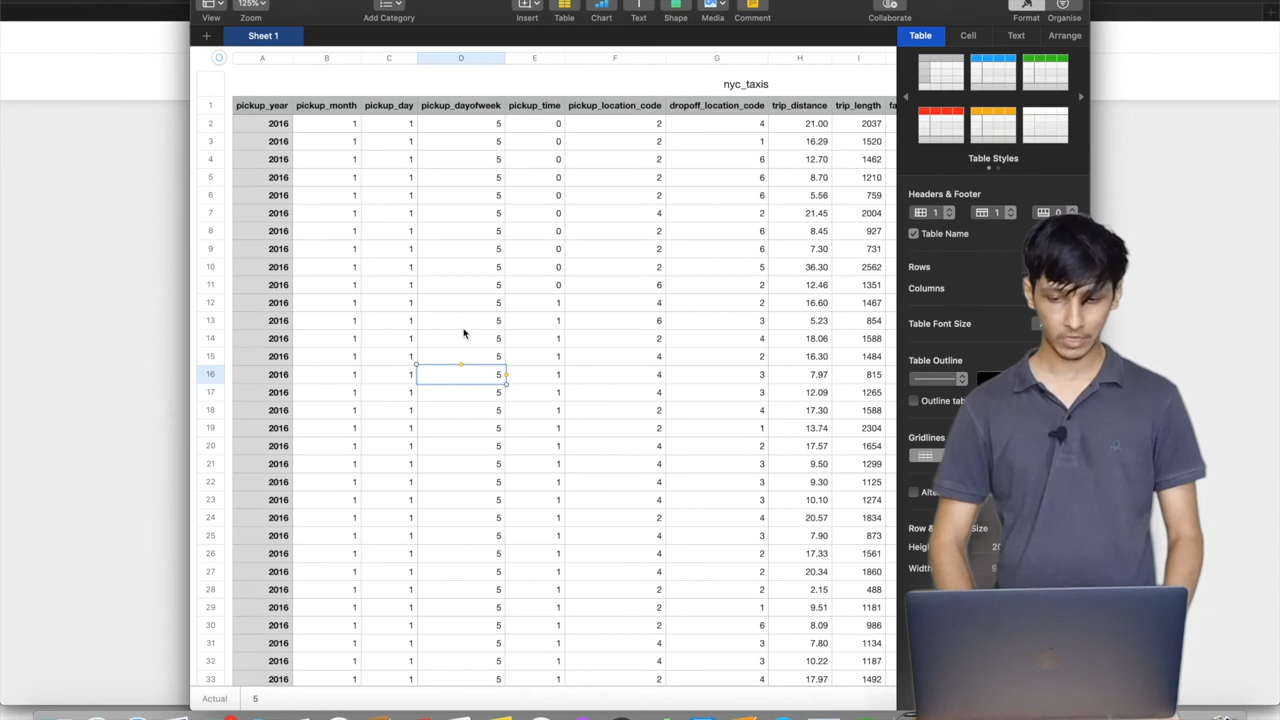 125%
View Zoom Add Category Insert Table Chart Text Shape Media Comment Collaborate Format Organise
+ Sheet 1 Table Cell Text Arrange
A B C D E F G H I
nyc_taxis
1 pickup_year pickup_month pickup_day pickup_dayofweek pickup_time pickup_location_code dropoff_location_code trip_distance trip_length fa
2 2016 1 1 5 0 2 4 21.00 2037
3 2016 1 1 5 0 2 1 16.29 1520
4 2016 1 1 5 0 2 6 12.70 1462
5 2016 1 1 5 0 2 6 8.70 1210
6 2016 1 1 5 0 2 6 5.56 759
7 2016 1 1 5 0 4 2 21.45 2004
8 2016 1 1 5 0 2 6 8.45 927
9 2016 1 1 5 0 2 6 7.30 731
10 2016 1 1 5 0 2 5 36.30 2562
11 2016 1 1 5 0 6 2 12.46 1351
12 2016 1 1 5 1 4 2 16.60 1467
13 2016 1 1 5 1 6 3 5.23 854
14 2016 1 1 5 1 2 4 18.06 1588
15 2016 1 1 5 1 4 2 16.30 1484
16 2016 1 1 5 1 4 3 7.97 815
17 2016 1 1 5 1 4 3 12.09 1265
18 2016 1 1 5 1 2 4 17.30 1588
19 2016 1 1 5 1 2 1 13.74 2304
20 2016 1 1 5 1 4 2 17.57 1654
21 2016 1 1 5 1 4 3 9.50 1299
22 2016 1 1 5 1 4 3 9.30 1125
23 2016 1 1 5 1 4 3 10.10 1274
24 2016 1 1 5 1 2 4 20.57 1834
25 2016 1 1 5 1 4 3 7.90 873
26 2016 1 1 5 1 4 2 17.33 1561
27 2016 1 1 5 1 4 2 20.34 1860
28 2016 1 1 5 1 2 2 2.15 488
29 2016 1 1 5 1 2 1 9.51 1181
30 2016 1 1 5 1 2 6 8.09 986
31 2016 1 1 5 1 4 3 7.80 1134
32 2016 1 1 5 1 4 3 10.22 1187
33 2016 1 1 5 1 2 4 17.97 1492
Actual 5
Table Styles
Headers & Footer
1 1 0
Table Name
Rows
Columns
Table Font Size
Table Outline
Outline tab
Gridlines
Alte
Row & Size
Heig 20
Width 9